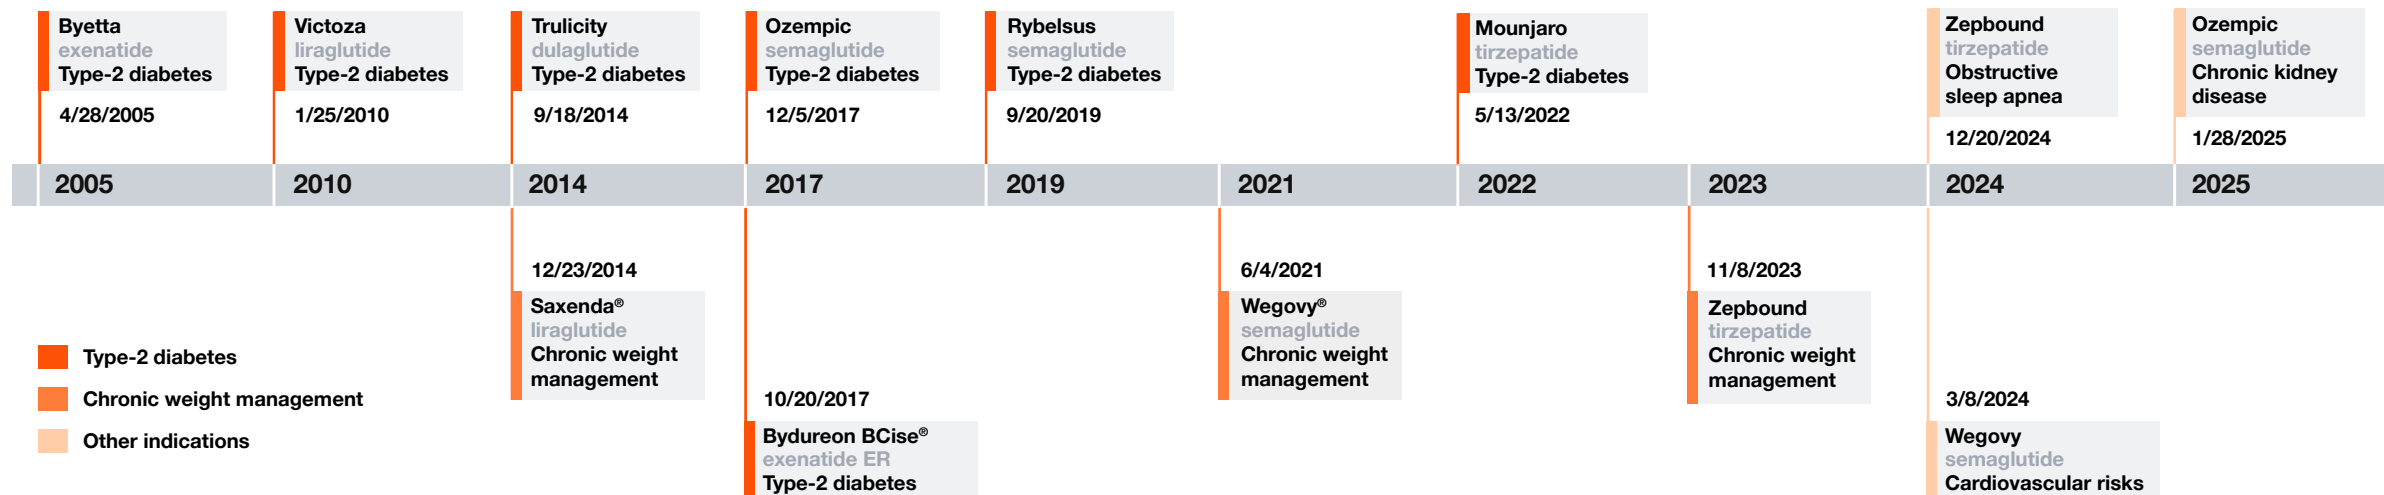 Byetta
exenatide
Type-2 diabetes
4/28/2005
Victoza
liraglutide
Type-2 diabetes
1/25/2010
Trulicity
dulaglutide
Type-2 diabetes
9/18/2014
Ozempic
semaglutide
Type-2 diabetes
12/5/2017
Rybelsus
semaglutide
Type-2 diabetes
9/20/2019
Mounjaro
tirzepatide
Type-2 diabetes
5/13/2022
Zepbound
tirzepatide
Obstructive
sleep apnea
12/20/2024
Ozempic
semaglutide
Chronic kidney
disease
1/28/2025
2005
2010
2014
2017
2019
2021
2022
2023
2024
2025
12/23/2014
Saxenda®
liraglutide
Chronic weight
management
10/20/2017
Bydureon BCise®
exenatide ER
Type-2 diabetes
6/4/2021
Wegovy®
semaglutide
Chronic weight
management
11/8/2023
Zepbound
tirzepatide
Chronic weight
management
3/8/2024
Wegovy
semaglutide
Cardiovascular risks
Type-2 diabetes
Chronic weight management
Other indications